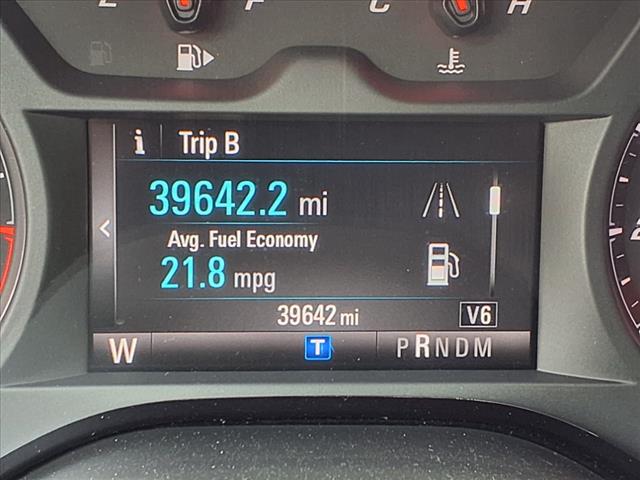 E F C H
i Trip B
39642.2 mi
Avg. Fuel Economy
21.8 mpg
39642 mi V6
W T PRNDM